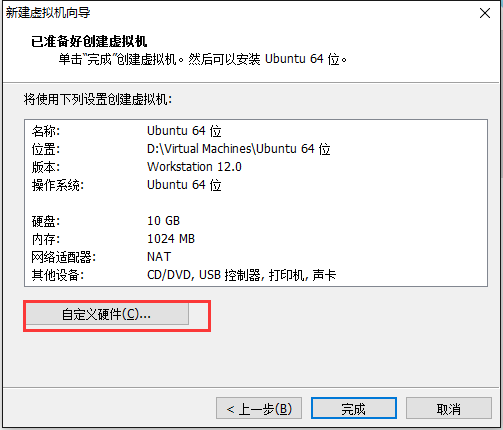 新建虚拟机向导
已准备好创建虚拟机
单击“完成”创建虚拟机。然后可以安装 Ubuntu 64 位。
将使用下列设置创建虚拟机:
名称: Ubuntu 64 位
位置: D:\Virtual Machines\Ubuntu 64 位
版本: Workstation 12.0
操作系统: Ubuntu 64 位
硬盘: 10 GB
内存: 1024 MB
网络适配器: NAT
其他设备: CD/DVD, USB 控制器, 打印机, 声卡
自定义硬件(C)...
< 上一步(B) 完成 取消